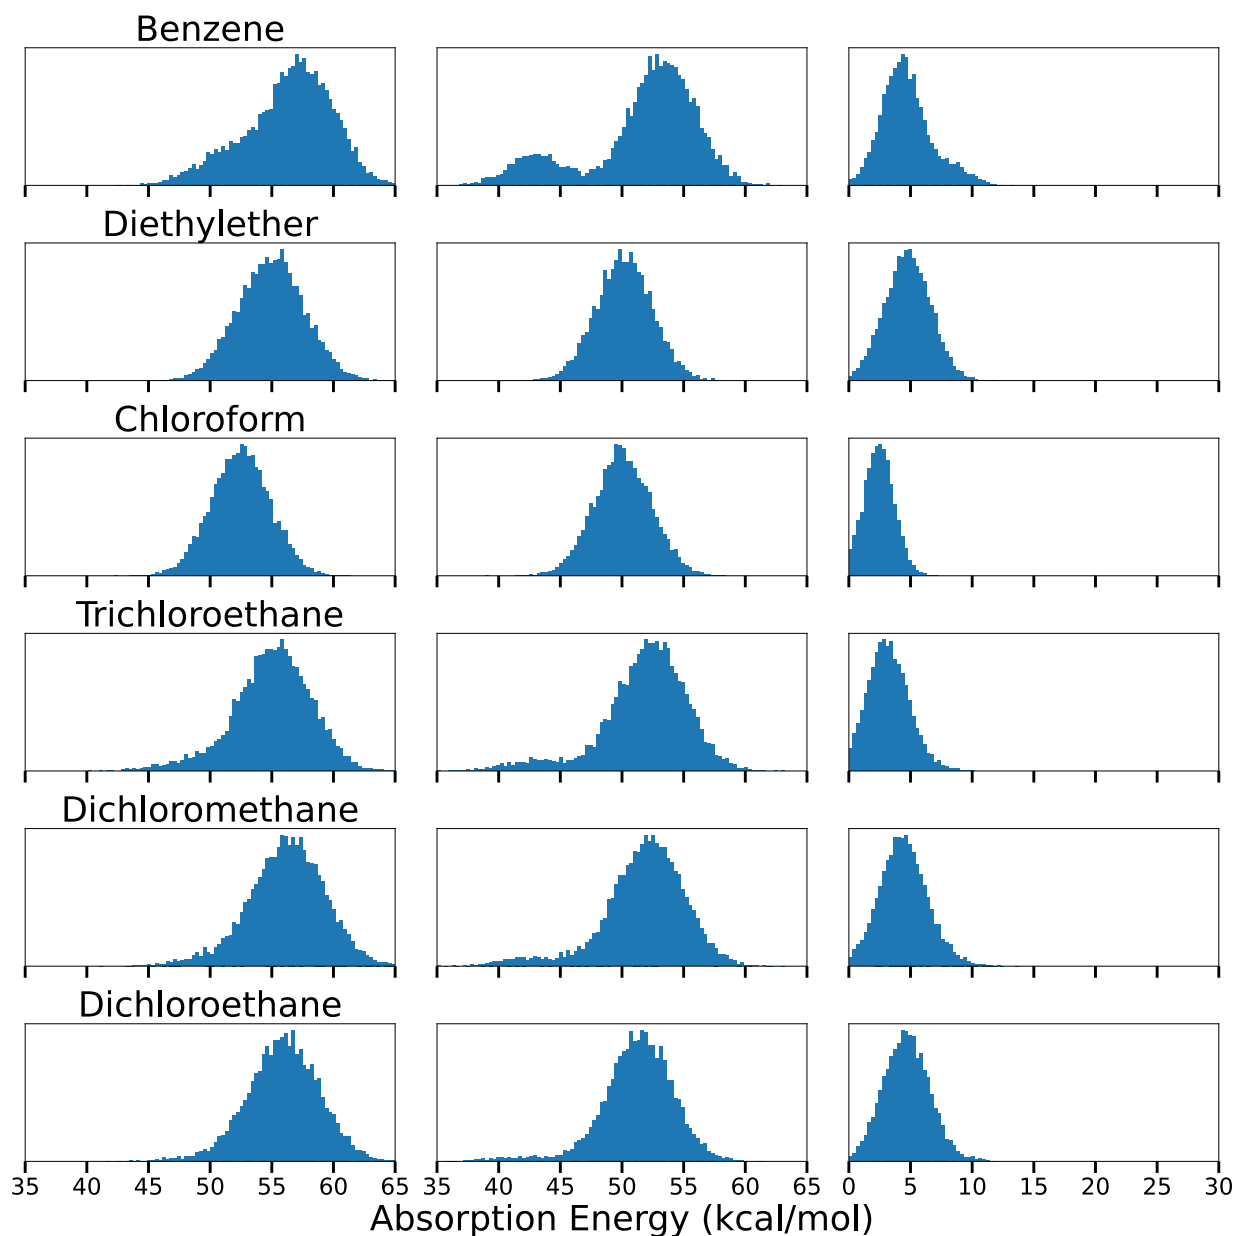 Benzene
Diethylether
Chloroform
Trichloroethane
Dichloromethane
Dichloroethane
35 40 45 50 55 60 65 35 40 45 50 55 60 65 0 5 10 15 20 25 30
Absorption Energy (kcal/mol)